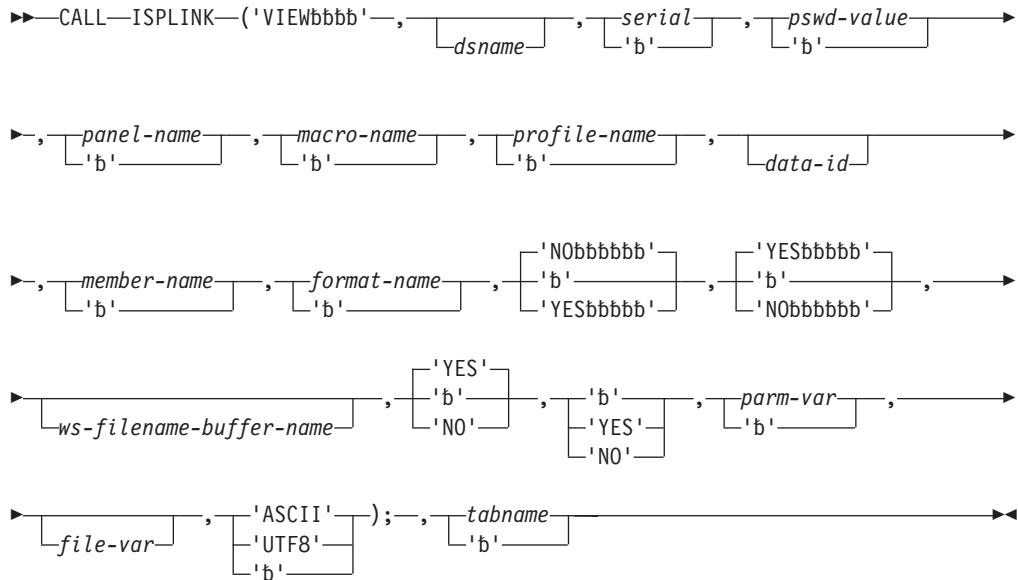 CALL ISPLINK ('VIEWƀƀƀƀ' , dsname , serial 'ƀ' , pswd-value 'ƀ'
, panel-name 'ƀ' , macro-name 'ƀ' , profile-name 'ƀ' , data-id
, member-name 'ƀ' , format-name 'ƀ' , 'NOƀƀƀƀƀƀ' 'ƀ' 'YESƀƀƀƀƀ' , 'YESƀƀƀƀƀ' 'ƀ' 'NOƀƀƀƀƀƀ' ,
ws-filename-buffer-name , 'YES' 'ƀ' 'NO' , 'ƀ' 'YES' 'NO' , parm-var 'ƀ' ,
file-var , 'ASCII' 'UTF8' 'ƀ' ); , tabname 'ƀ'